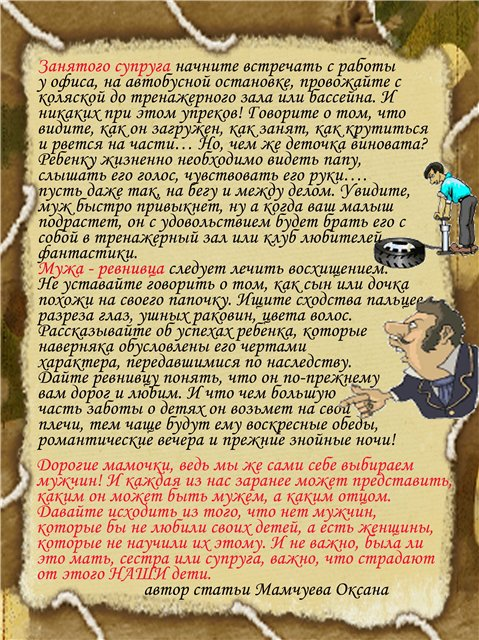 Занятого супруга начните встречать с работы
у офиса, на автобусной остановке, провожайте с
коляской до тренажерного зала или бассейна. И
никаких при этом упреков! Говорите о том, что
видите, как он загружен, как занят, как крутиться
и рвется на части... Но, чем же деточка виновата?
Ребенку жизненно необходимо видеть папу,
слышать его голос, чувствовать его руки....
пусть даже так, на бегу и между делом. Увидите,
муж быстро привыкнет, ну а когда ваш малыш
подрастет, он с удовольствием будет брать его с
собой в тренажерный зал или клуб любителей
фантастики.
Мужа - ревнивца следует лечить восхищением.
Не уставайте говорить о том, как сын или дочка
похожи на своего папочку. Ищите сходства пальцев,
разреза глаз, ушных раковин, цвета волос.
Рассказывайте об успехах ребенка, которые
наверняка обусловлены его чертами
характера, передавшимися по наследству.
Дайте ревнивцу понять, что он по-прежнему
вам дорог и любим. И что чем большую
часть заботы о детях он возьмет на свои
плечи, тем чаще будут ему воскресные обеды,
романтические вечера и прежние знойные ночи!
Дорогие мамочки, ведь мы же сами себе выбираем
мужчин! И каждая из нас заранее может представить,
каким он может быть мужем, а каким отцом.
Давайте исходить из того, что нет мужчин,
которые бы не любили своих детей, а есть женщины,
которые не научили их этому. И не важно, была ли
это мать, сестра или супруга, важно, что страдают
от этого НАШИ дети.
автор статьи Мамчуева Оксана